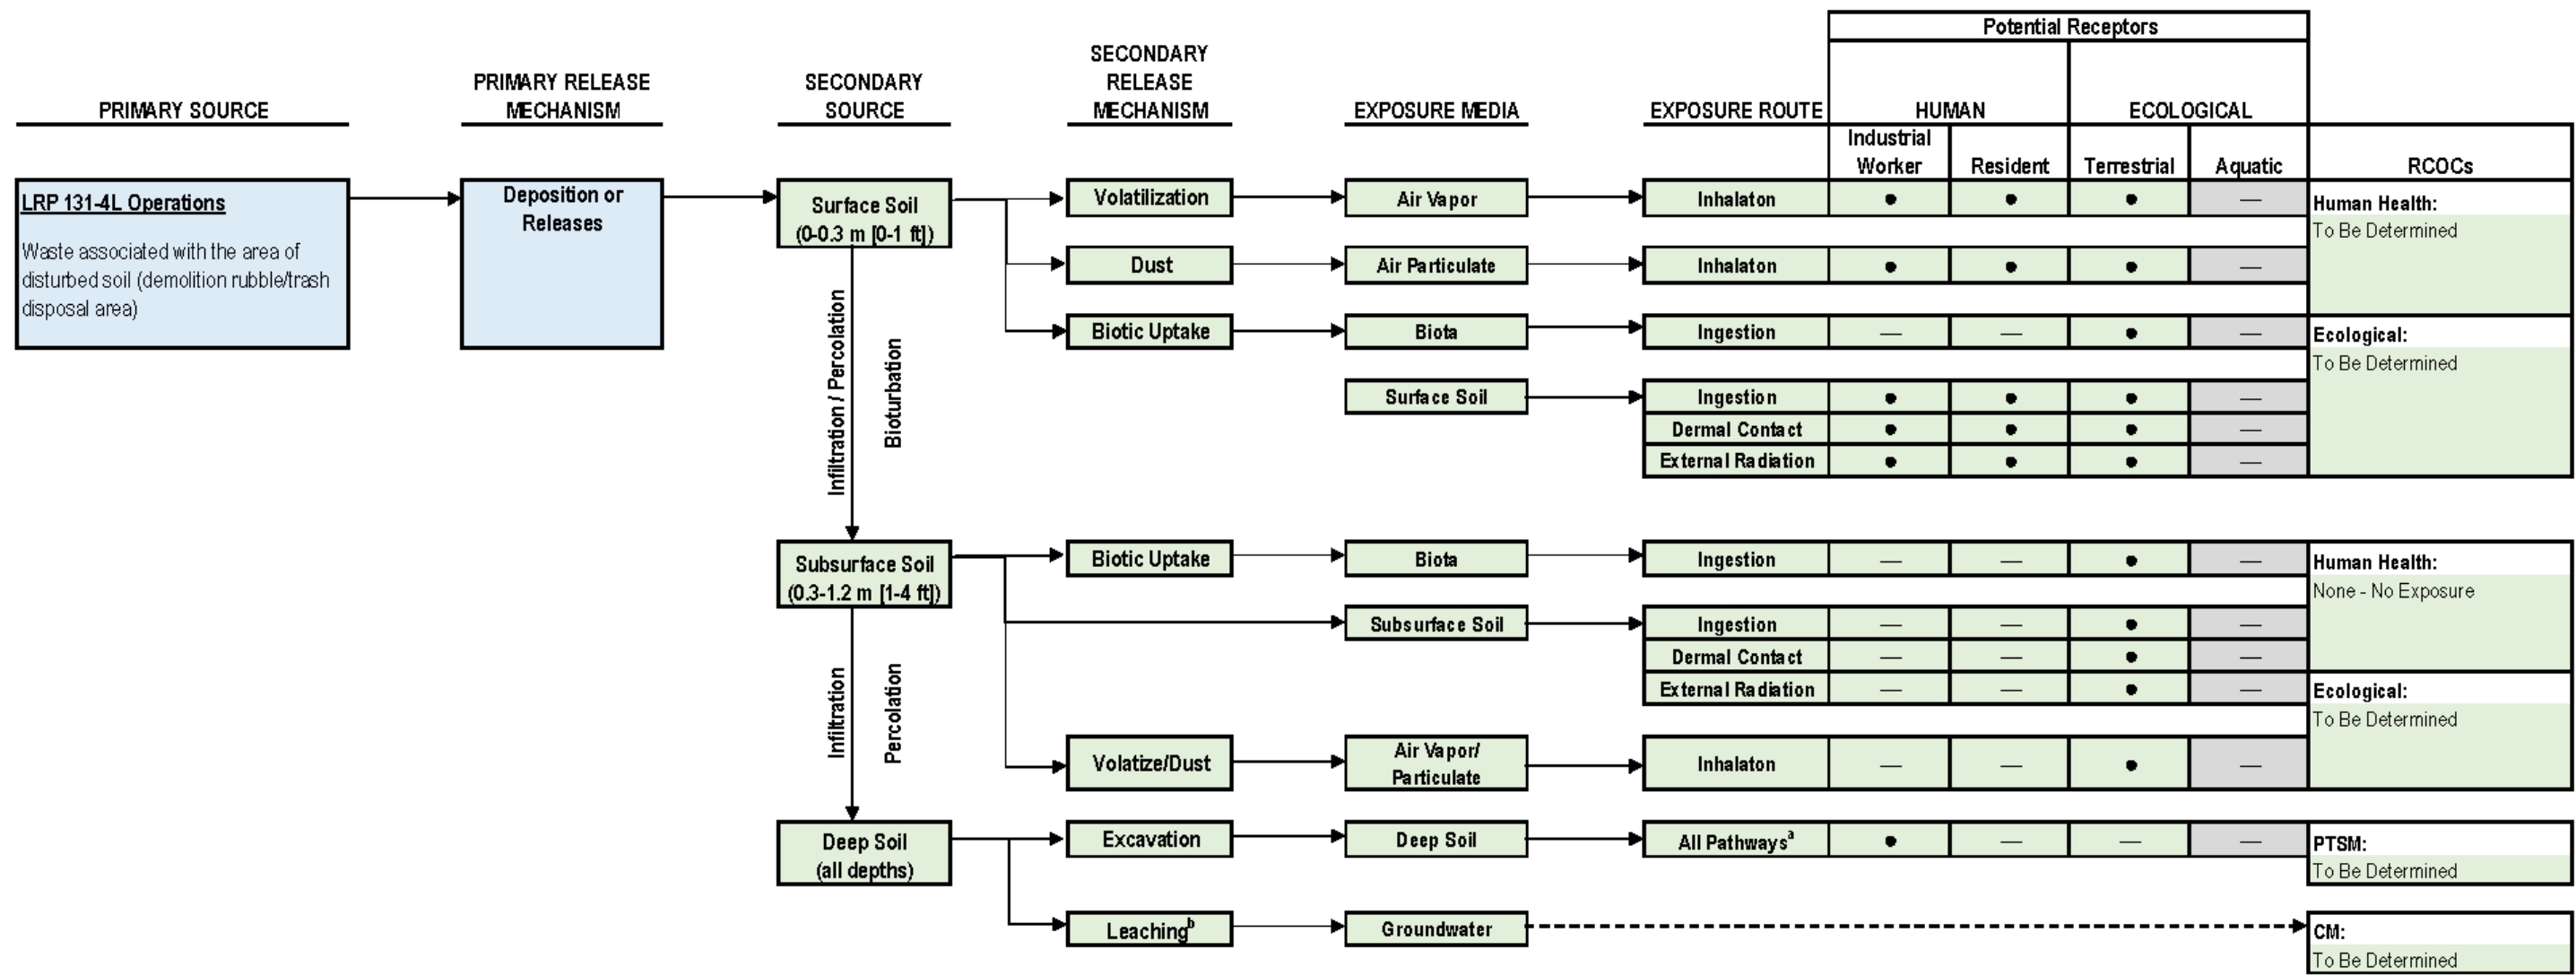 Potential Receptors
PRIMARY SOURCE
PRIMARY RELEASE
MECHANISM
SECONDARY
SOURCE
SECONDARY
RELEASE
MECHANISM
EXPOSURE MEDIA
EXPOSURE ROUTE
HUMAN
ECOLOGICAL
Industrial
Worker
Resident
Terrestrial
Aquatic
RCOCs
LRP 131-4L Operations
Waste associated with the area of
disturbed soil (demolition rubble/trash
disposal area)
Deposition or
Releases
Surface Soil
(0-0.3 m [0-1 ft])
Volatilization
Air Vapor
Inhalaton
● ● ● —
Human Health:
To Be Determined
Dust
Air Particulate
Inhalaton
● ● ● —
Biotic Uptake
Biota
Ingestion
— — ● —
Ecological:
To Be Determined
Surface Soil
Ingestion
● ● ● —
Dermal Contact
● ● ● —
External Radiation
● ● ● —
Infiltration / Percolation
Bioturbation
Subsurface Soil
(0.3-1.2 m [1-4 ft])
Biotic Uptake
Biota
Ingestion
— — ● —
Human Health:
None - No Exposure
Subsurface Soil
Ingestion
— — ● —
Dermal Contact
— — ● —
External Radiation
— — ● —
Ecological:
To Be Determined
Infiltration
Percolation
Volatize/Dust
Air Vapor/
Particulate
Inhalaton
— — ● —
Deep Soil
(all depths)
Excavation
Deep Soil
All Pathwaysᵃ
● — — —
PTSM:
To Be Determined
Leachingᵇ
Groundwater
CM:
To Be Determined